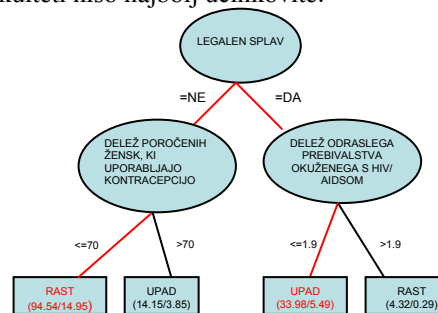 LEGALEN SPLAV
=NE
=DA
DELEŽ POROČENIH
ŽENSK, KI
UPORABLJAJO
KONTRACEPCIJO
DELEŽ ODRASLEGA
PREBIVALSTVA
OKUŽENEGA S HIV/
AIDSOM
<=70
>70
<=1.9
>1.9
RAST
(94.54/14.95)
UPAD
(14.15/3.85)
UPAD
(33.98/5.49)
RAST
(4.32/0.29)